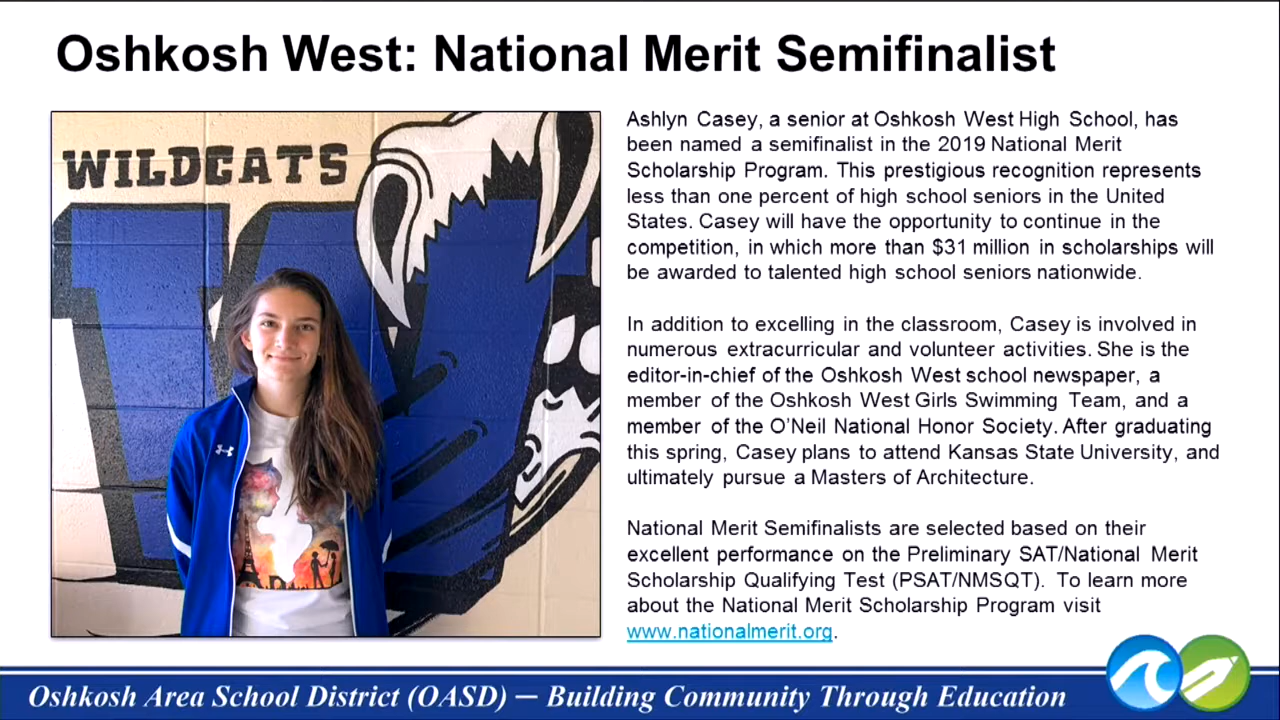 Oshkosh West: National Merit Semifinalist
WILDCATS
Ashlyn Casey, a senior at Oshkosh West High School, has
been named a semifinalist in the 2019 National Merit
Scholarship Program. This prestigious recognition represents
less than one percent of high school seniors in the United
States. Casey will have the opportunity to continue in the
competition, in which more than $31 million in scholarships will
be awarded to talented high school seniors nationwide.
In addition to excelling in the classroom, Casey is involved in
numerous extracurricular and volunteer activities. She is the
editor-in-chief of the Oshkosh West school newspaper, a
member of the Oshkosh West Girls Swimming Team, and a
member of the O’Neil National Honor Society. After graduating
this spring, Casey plans to attend Kansas State University, and
ultimately pursue a Masters of Architecture.
National Merit Semifinalists are selected based on their
excellent performance on the Preliminary SAT/National Merit
Scholarship Qualifying Test (PSAT/NMSQT). To learn more
about the National Merit Scholarship Program visit
www.nationalmerit.org.
Oshkosh Area School District (OASD) — Building Community Through Education